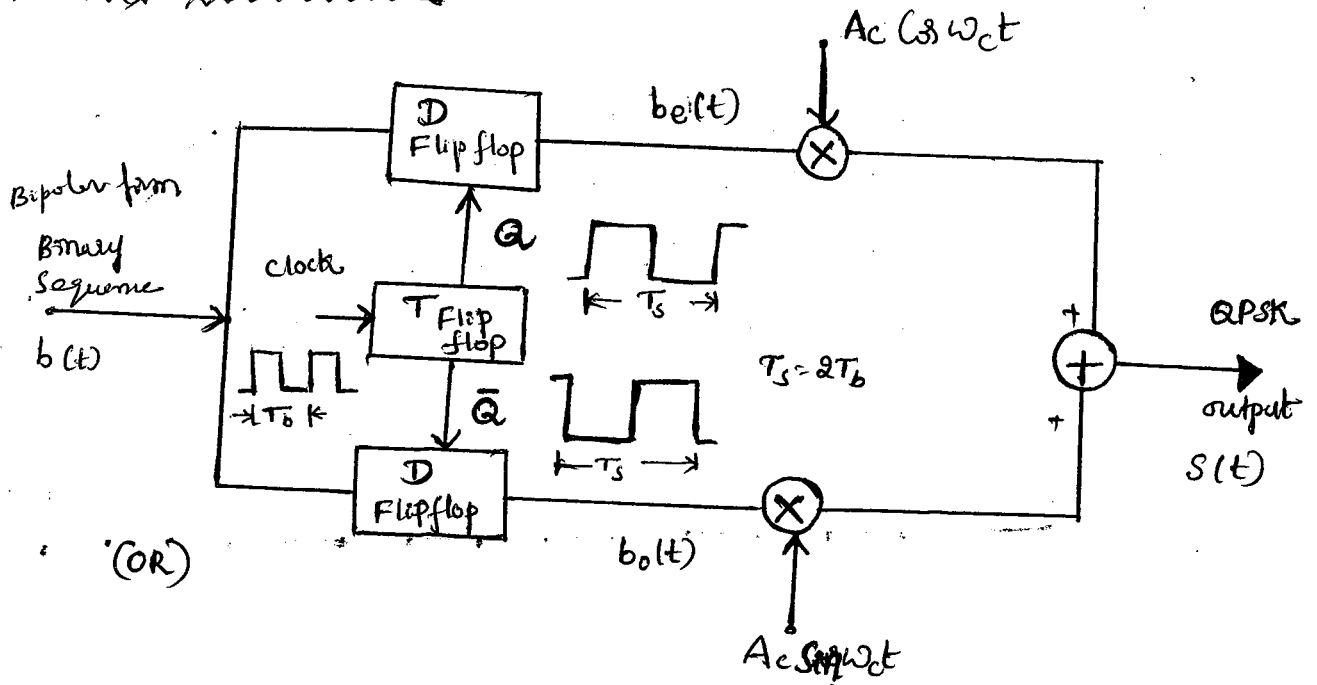 Ac Cos ωct
D
Flip flop
be(t)
Bipolar form
Binary
Sequence
b(t)
Clock
Q
Ts
T Flip
flop
Tb
Q̄
Ts = 2Tb
Ts
+
+
+
QPSK
output
S(t)
D
Flipflop
bo(t)
(OR)
Ac Sin ωct